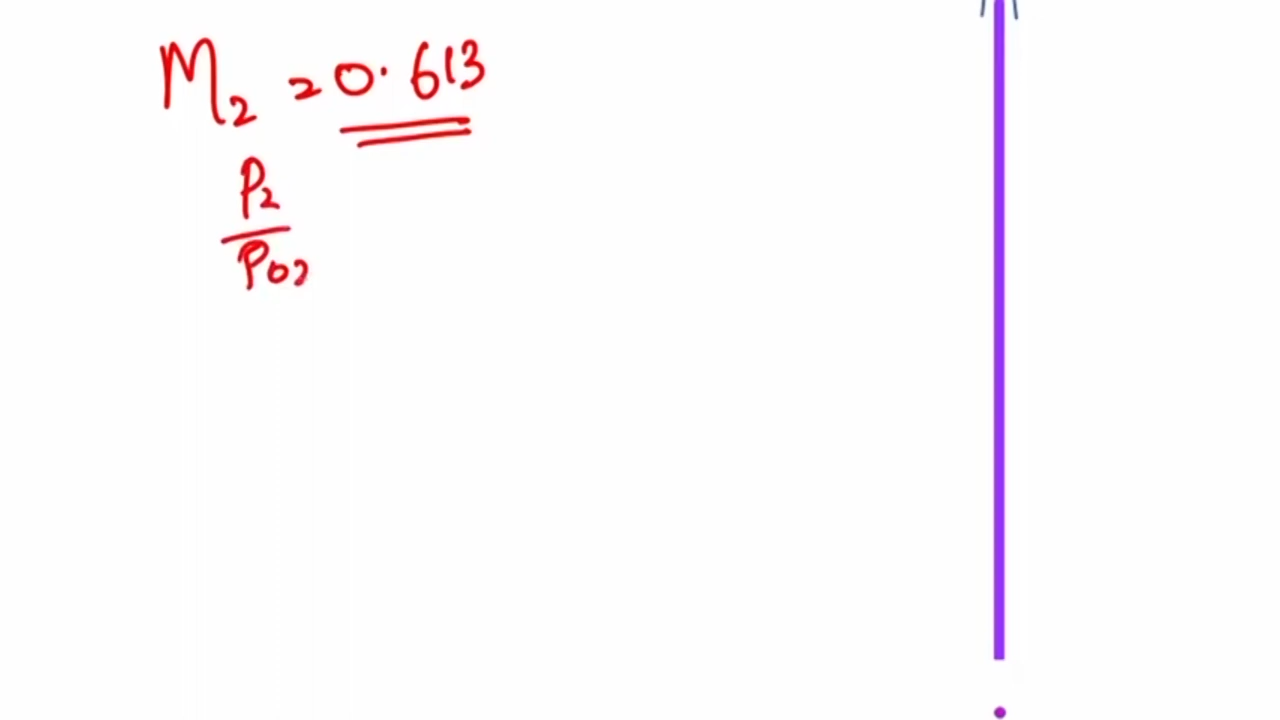 M₂ = 0.613
P₂
P₀₂